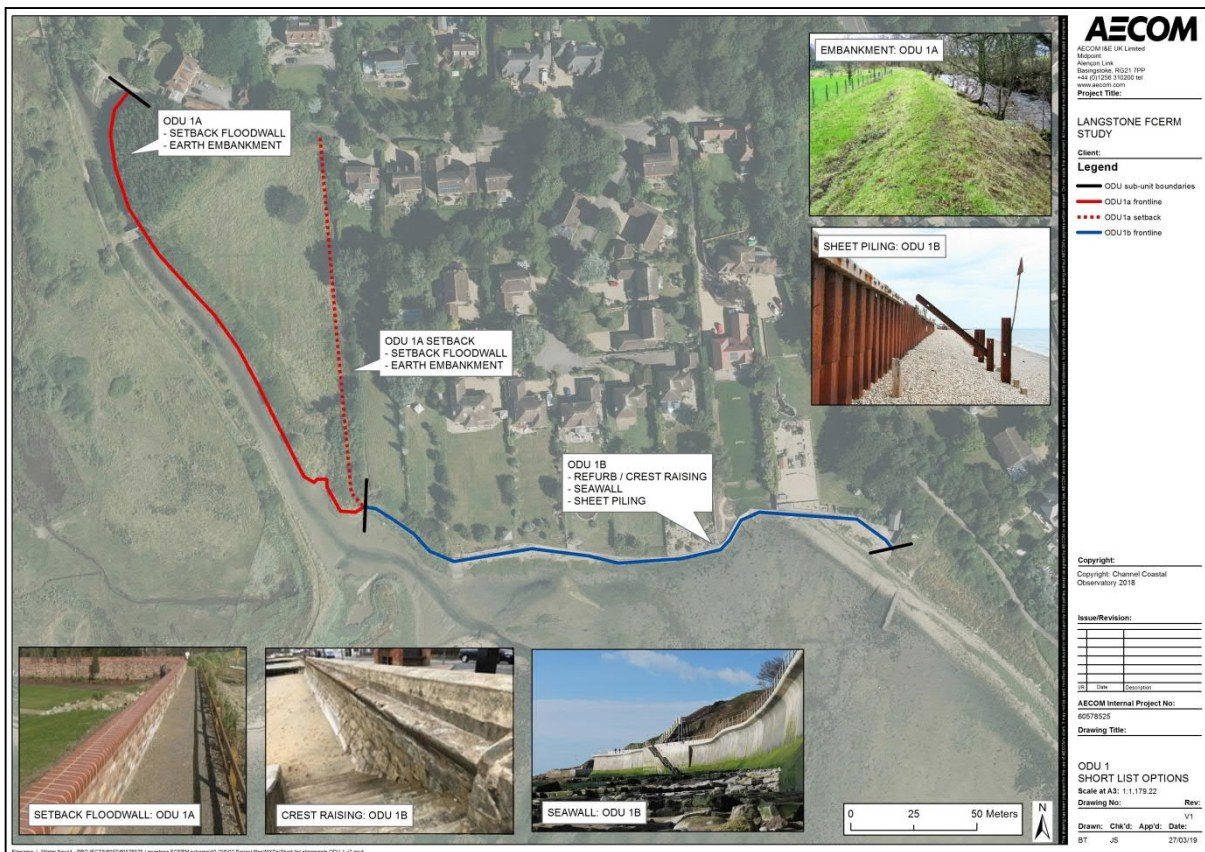 EMBANKMENT: ODU 1A
ODU 1A
- SETBACK FLOODWALL
- EARTH EMBANKMENT
SHEET PILING: ODU 1B
ODU 1A SETBACK
- SETBACK FLOODWALL
- EARTH EMBANKMENT
ODU 1B
- REFURB / CREST RAISING
- SEAWALL
- SHEET PILING
SETBACK FLOODWALL: ODU 1A
CREST RAISING: ODU 1B
SEAWALL: ODU 1B
0 25 50 Meters
N
AECOM
AECOM I&E UK Limited
Midpoint
Alencon Link
Basingstoke, RG21 7PP
+44 (0)1256 310200 tel
www.aecom.com
Project Title:
LANGSTONE FCERM
STUDY
Client:
Legend
ODU sub-unit boundaries
ODU1a frontline
ODU1a setback
ODU1b frontline
Copyright:
Copyright: Channel Coastal
Observatory 2018
Issue/Revision:
I/R Date Description
AECOM Internal Project No:
60578525
Drawing Title:
ODU 1
SHORT LIST OPTIONS
Scale at A3: 1:1,179.22
Drawing No: Rev:
V1
Drawn: Chk'd: App'd: Date:
BT JS 27/03/19